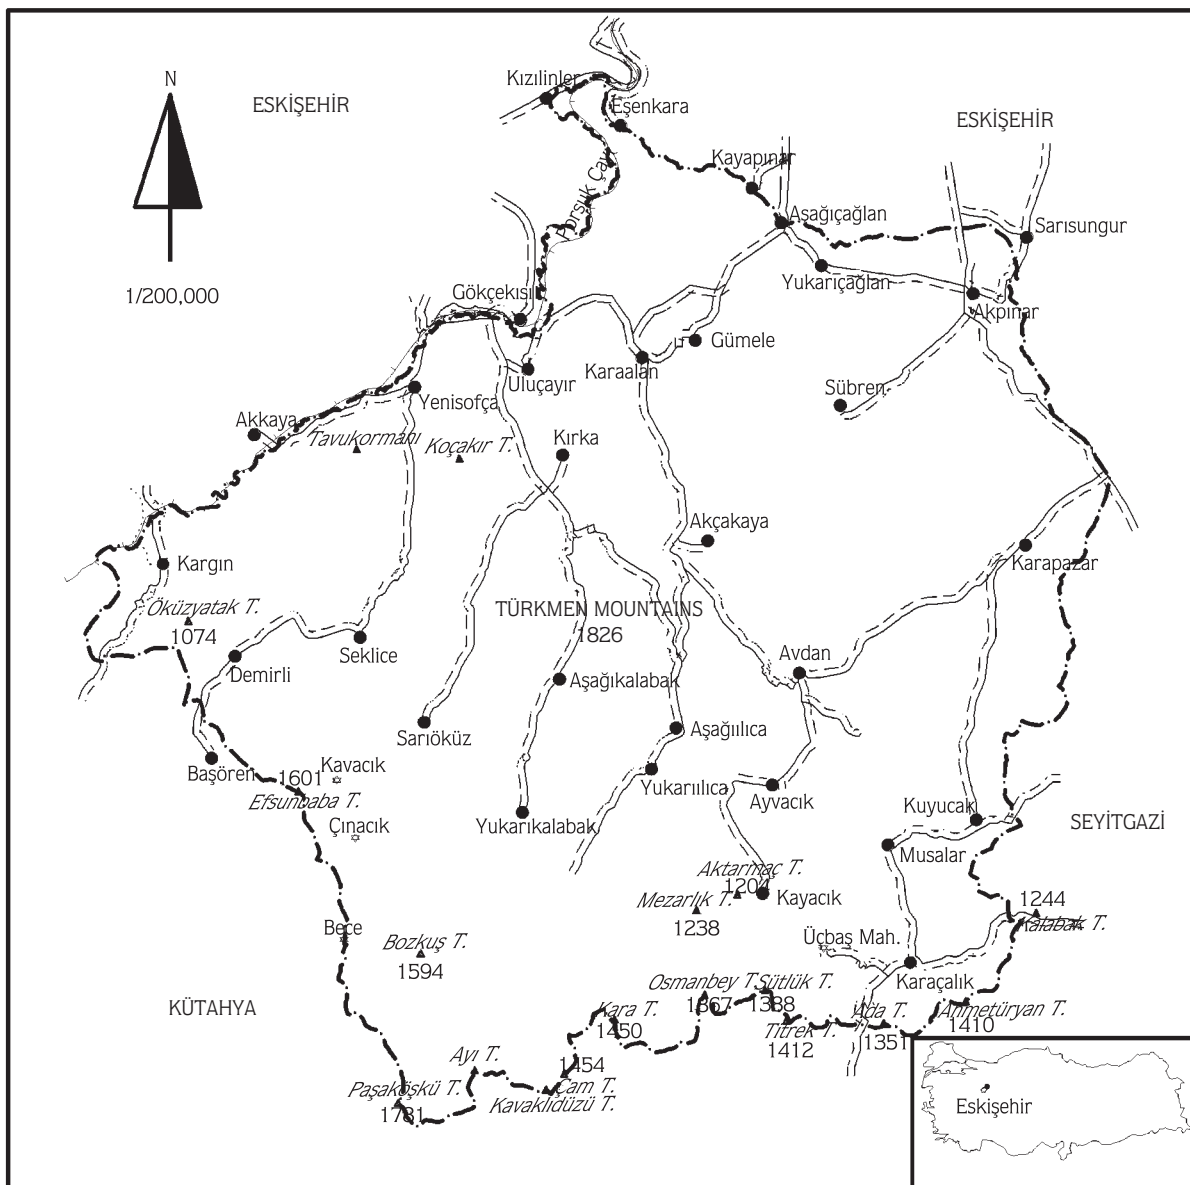 N
1/200,000
ESKİŞEHİR
ESKİŞEHİR
Kızılinler
Eşenkara
Kayapınar
Porsuk Çayı
Aşağıçağlan
Sarısungur
Yukarıçağlan
Gökçekısık
Akpınar
Gümele
Uluçayır
Karaalan
Sübren
Yenisofça
Akkaya
Tavukormanı
Koçakır T.
Kırka
Akçakaya
Kargın
Karapazar
Öküzyatak T.
1074
TÜRKMEN MOUNTAINS
1826
Seklice
Demirli
Avdan
Aşağıkalabak
Sarıöküz
Aşağıılıca
Başören
1601
Kavacık
Efsunbaba T.
Yukarıılıca
Ayvacık
Çınacık
Yukarıkalabak
Kuyucak
SEYİTGAZİ
Musalar
Aktarmaç T.
1204
Mezarlık T.
1238
Kayacık
1244
Kalabak T.
Bece
Bozkuş T.
1594
Üçbaş Mah.
Karaçalık
KÜTAHYA
Osmanbey T.
1367
Sütlük T.
1388
Kara T.
1450
Titrek T.
1412
Ada T.
1351
Ahmetüryan T.
1410
Ayı T.
1454
Çam T.
Kavaklıdüzü T.
Paşaköşkü T.
1781
Eskişehir